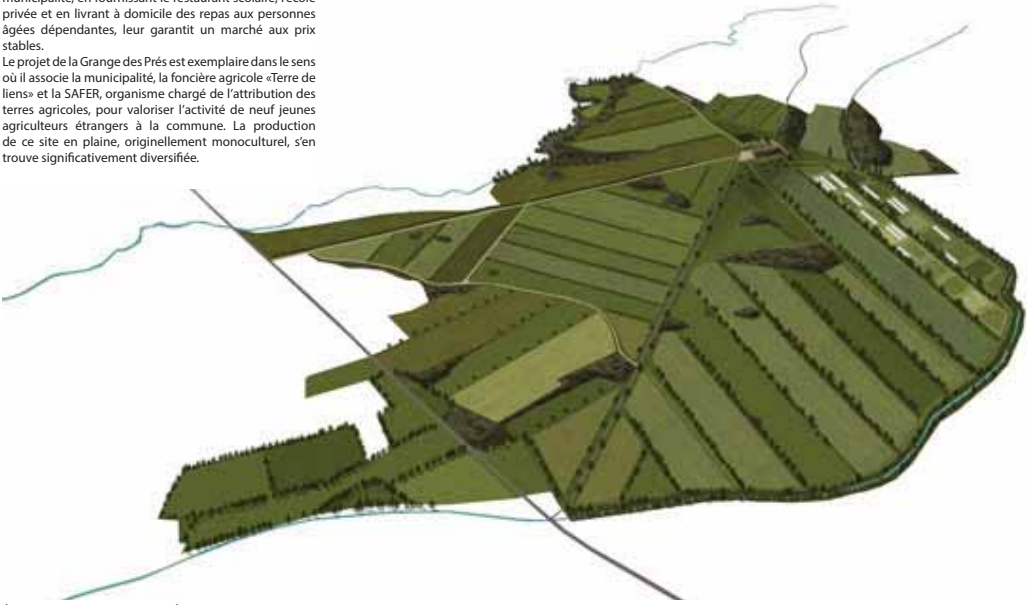 municipalité, en fournissant le restaurant scolaire, l'école
privée et en livrant à domicile des repas aux personnes
âgées dépendantes, leur garantit un marché aux prix
stables.
Le projet de la Grange des Prés est exemplaire dans le sens
où il associe la municipalité, la foncière agricole «Terre de
liens» et la SAFER, organisme chargé de l'attribution des
terres agricoles, pour valoriser l'activité de neuf jeunes
agriculteurs étrangers à la commune. La production
de ce site en plaine, originellement monoculturel, s'en
trouve significativement diversifiée.